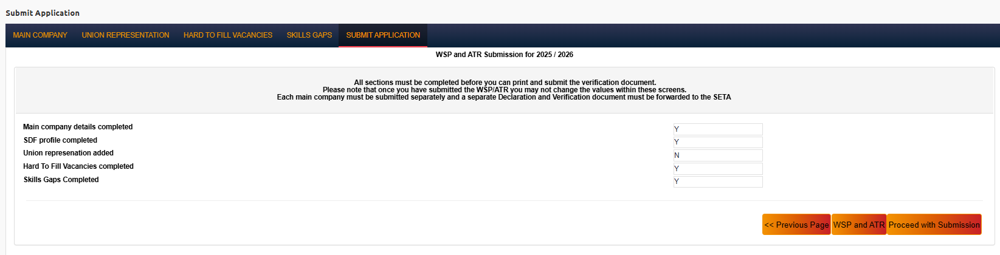 Submit Application
MAIN COMPANY UNION REPRESENTATION HARD TO FILL VACANCIES SKILLS GAPS SUBMIT APPLICATION
WSP and ATR Submission for 2025 / 2026
All sections must be completed before you can print and submit the verification document.
Please note that once you have submitted the WSP/ATR you may not change the values within these screens.
Each main company must be submitted separately and a separate Declaration and Verification document must be forwarded to the SETA
Main company details completed Y
SDF profile completed Y
Union represenation added N
Hard To Fill Vacancies completed Y
Skills Gaps Completed Y
<< Previous Page WSP and ATR Proceed with Submission